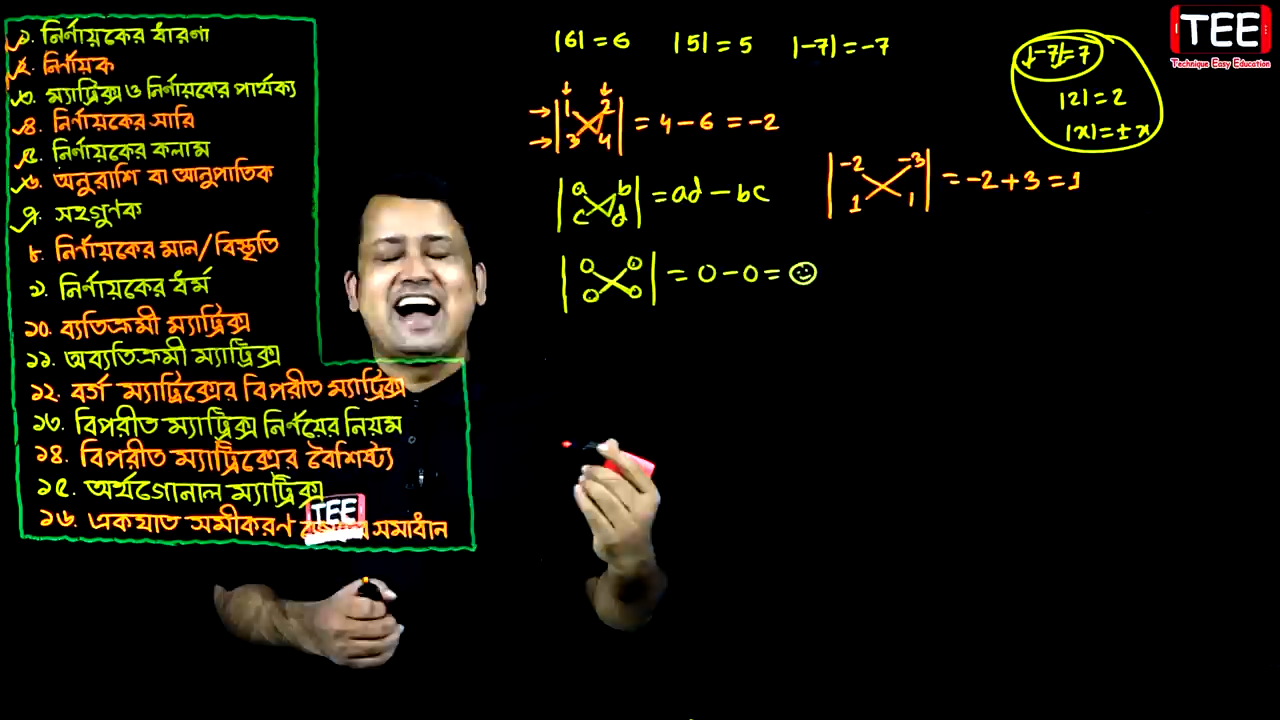 ১. নির্ণায়কের ধারণা
২. নির্ণায়ক
৩. ম্যাট্রিক্স ও নির্ণায়কের পার্থক্য
৪. নির্ণায়কের সারি
৫. নির্ণায়কের কলাম
৬. অনুরাশি বা আনুপাতিক
৭. সহগুণক
৮. নির্ণায়কের মান/বিস্তৃতি
৯. নির্ণায়কের ধর্ম
১০. ব্যতিক্রমী ম্যাট্রিক্স
১১. অব্যতিক্রমী ম্যাট্রিক্স
১২. বর্গ ম্যাট্রিক্সের বিপরীত ম্যাট্রিক্স
১৩. বিপরীত ম্যাট্রিক্স নির্ণয়ের নিয়ম
১৪. বিপরীত ম্যাট্রিক্সের বৈশিষ্ট্য
১৫. অর্থগোনাল ম্যাট্রিক্স
১৬. একঘাত সমীকরণ সমাধান
TEE
|6| = 6 |5| = 5 |-7| = -7
|1 2|
|3 4| = 4 - 6 = -2
|a b|
|c d| = ad - bc
|0 0|
|0 0| = 0 - 0 = ☺
|-7| = 7
|2| = 2
|x| = ± x
|-2 -3|
|1 1| = -2 + 3 = 1
TEE
Technique Easy Education